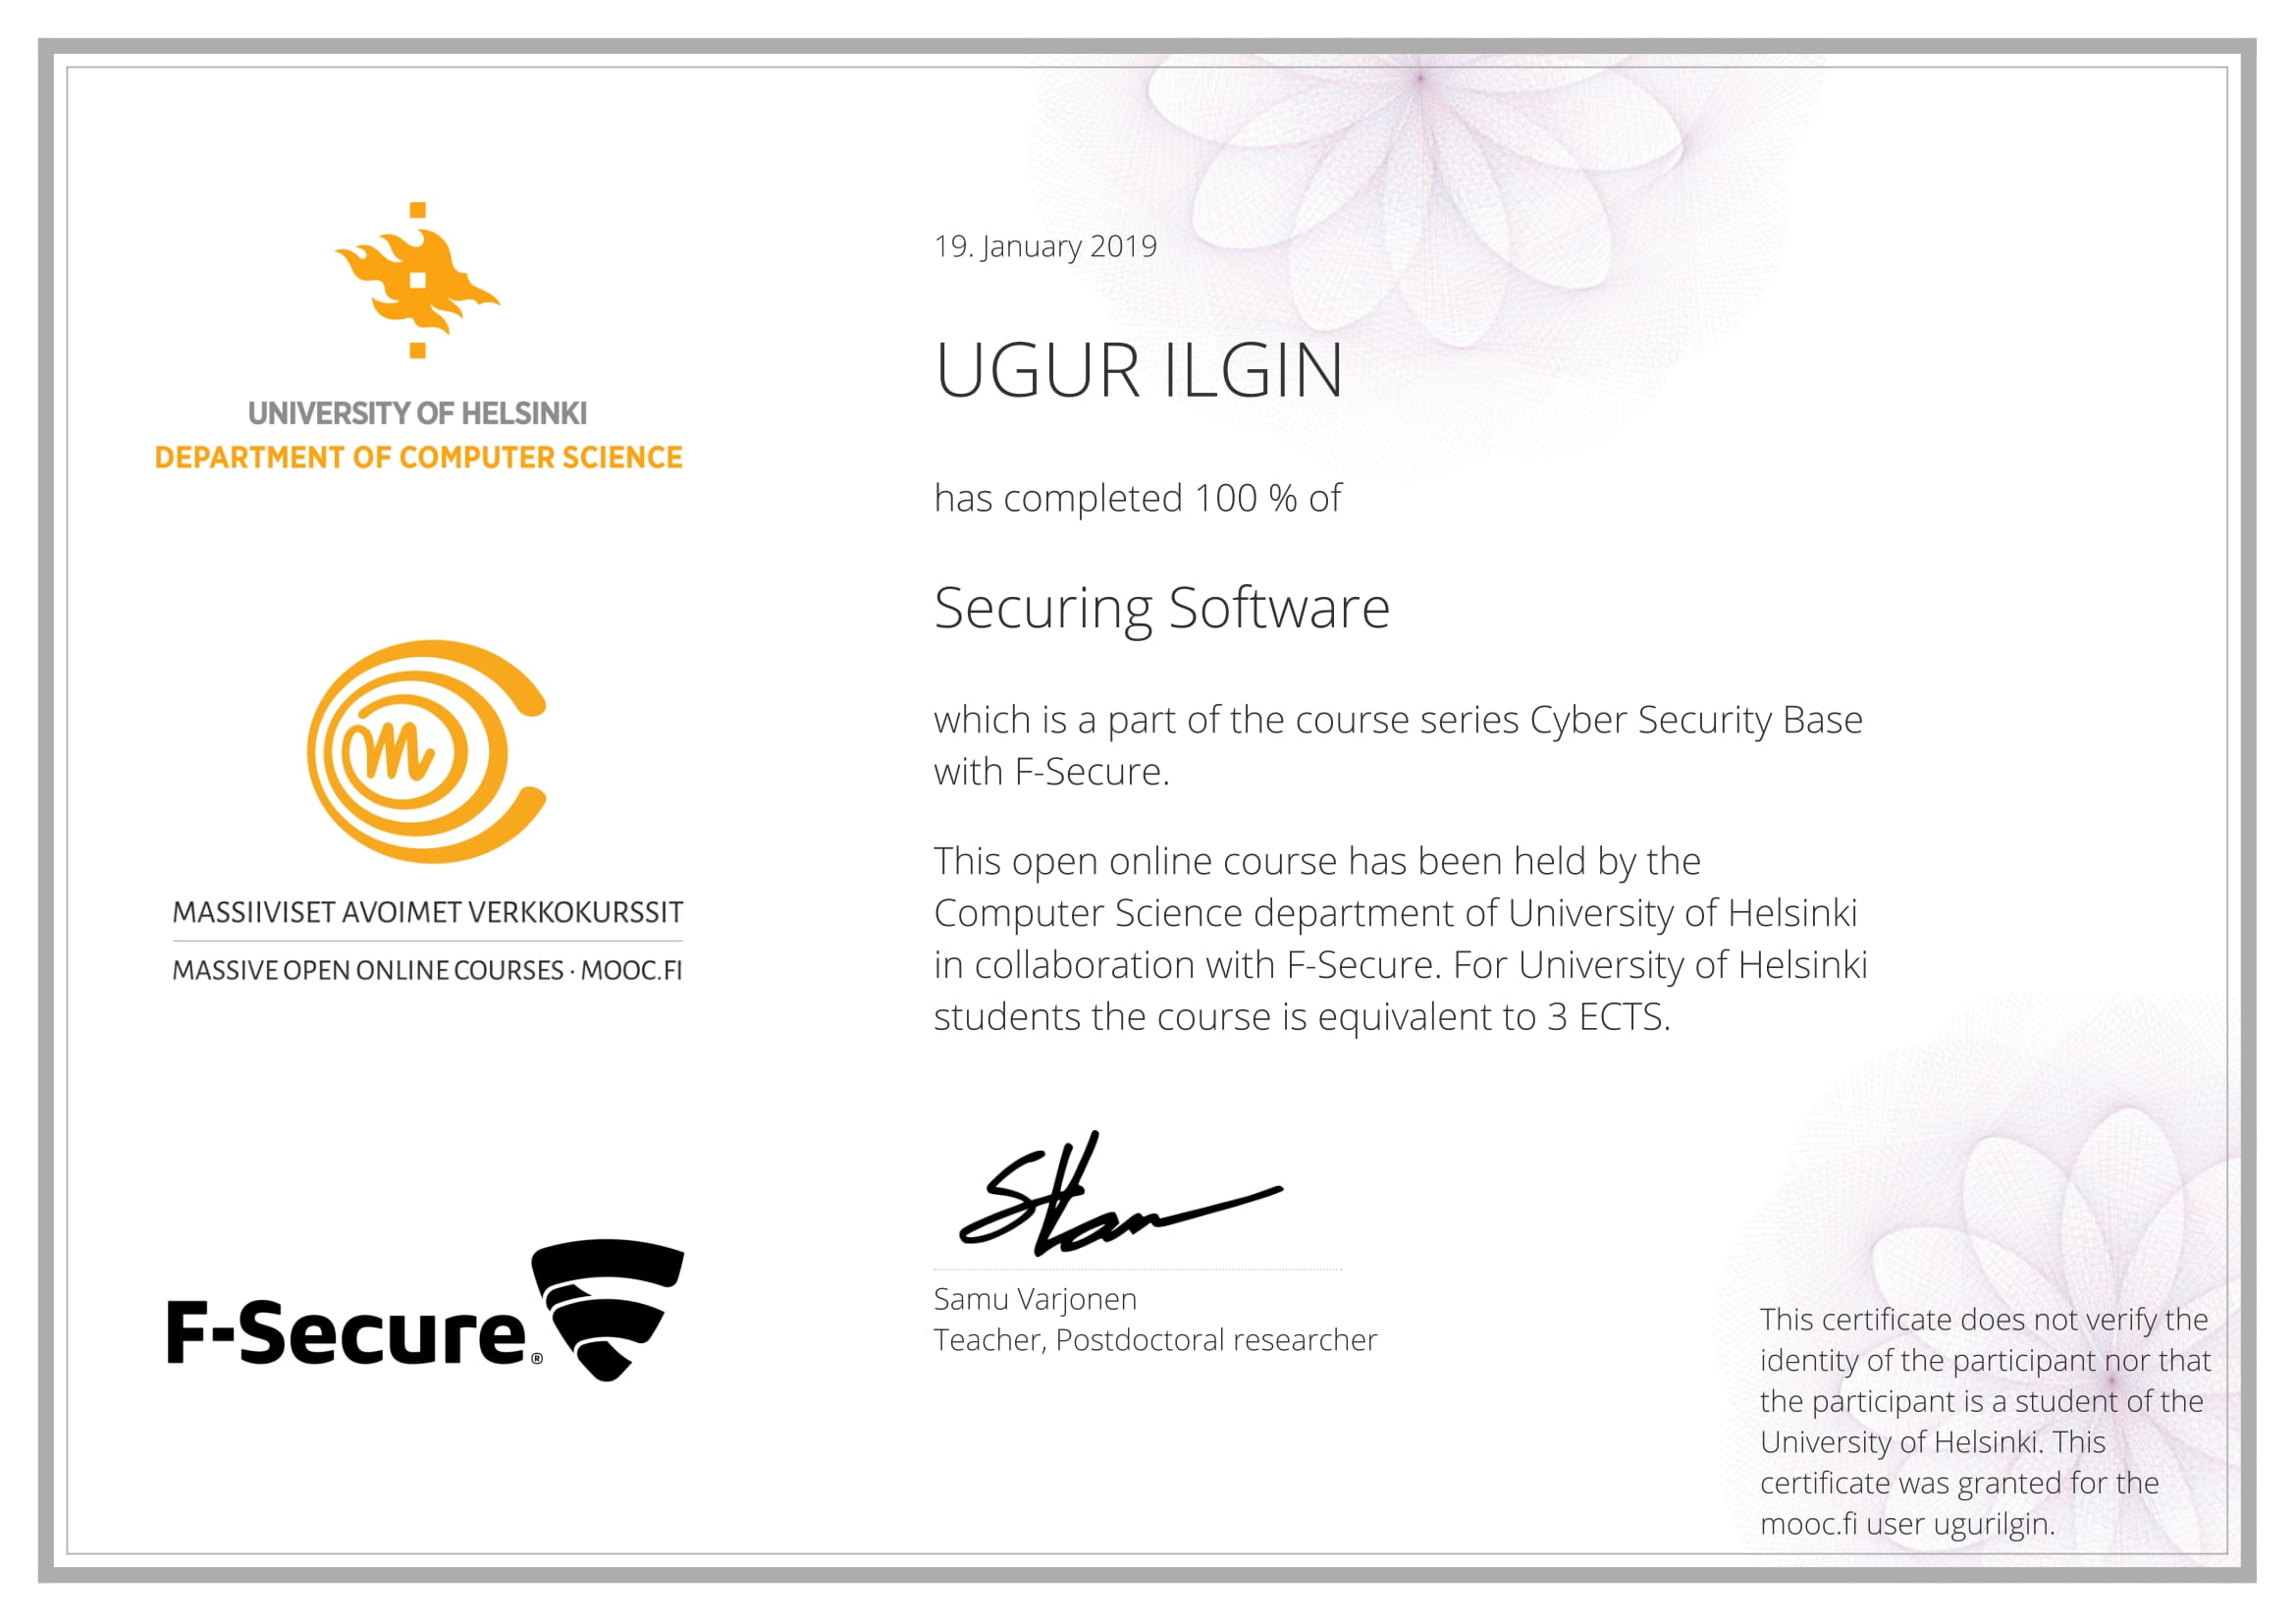 UNIVERSITY OF HELSINKI
DEPARTMENT OF COMPUTER SCIENCE
MASSIIVISET AVOIMET VERKKOKURSSIT
MASSIVE OPEN ONLINE COURSES · MOOC.FI
F-Secure®
19. January 2019
UGUR ILGIN
has completed 100 % of
Securing Software
which is a part of the course series Cyber Security Base
with F-Secure.
This open online course has been held by the
Computer Science department of University of Helsinki
in collaboration with F-Secure. For University of Helsinki
students the course is equivalent to 3 ECTS.
Samu Varjonen
Teacher, Postdoctoral researcher
This certificate does not verify the
identity of the participant nor that
the participant is a student of the
University of Helsinki. This
certificate was granted for the
mooc.fi user ugurilgin.